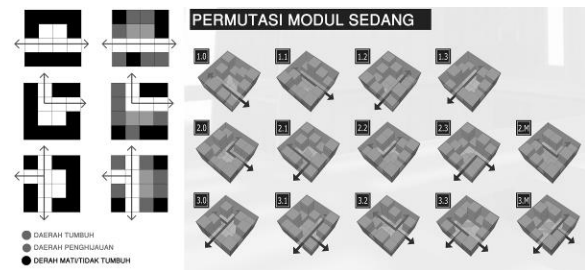 PERMUTASI MODUL SEDANG
1.0 1.1 1.2 1.3
2.0 2.1 2.2 2.3 2.M
3.0 3.1 3.2 3.3 3.M
DAERAH TUMBUH
DAERAH PENGHIJAUAN
DERAH MATI/TIDAK TUMBUH